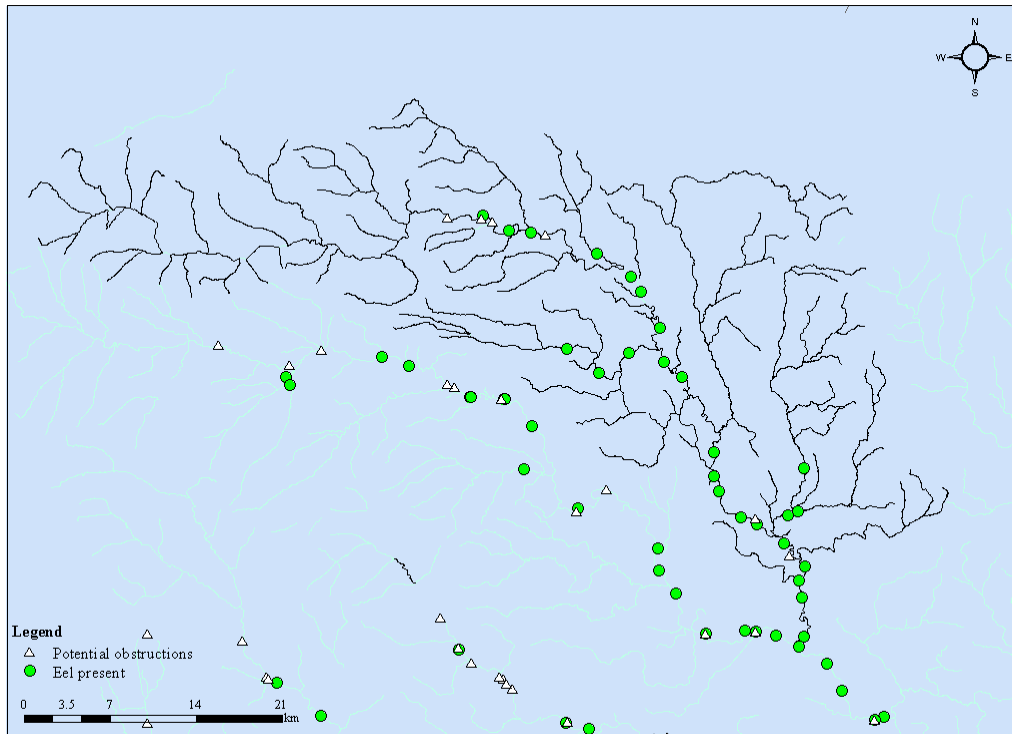 N
W E
S
Legend
Potential obstructions
Eel present
0 3.5 7 14 21
km